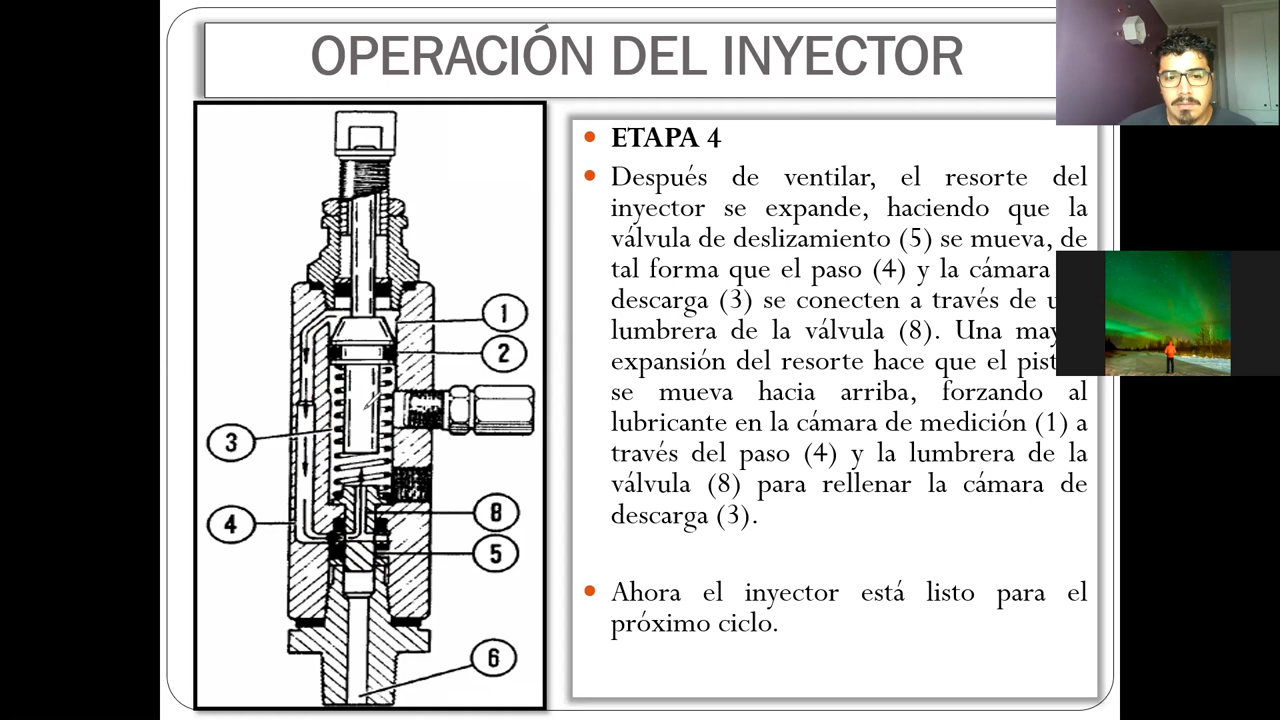 OPERACIÓN DEL INYECTOR
ETAPA 4
Después de ventilar, el resorte del
inyector se expande, haciendo que la
válvula de deslizamiento (5) se mueva, de
tal forma que el paso (4) y la cámara
descarga (3) se conecten a través de
lumbrera de la válvula (8). Una
expansión del resorte hace que el
se mueva hacia arriba, forzando al
lubricante en la cámara de medición (1) a
través del paso (4) y la lumbrera de la
válvula (8) para rellenar la cámara de
descarga (3).
Ahora el inyector está listo para el
próximo ciclo.
1
2
3
4
8
5
6